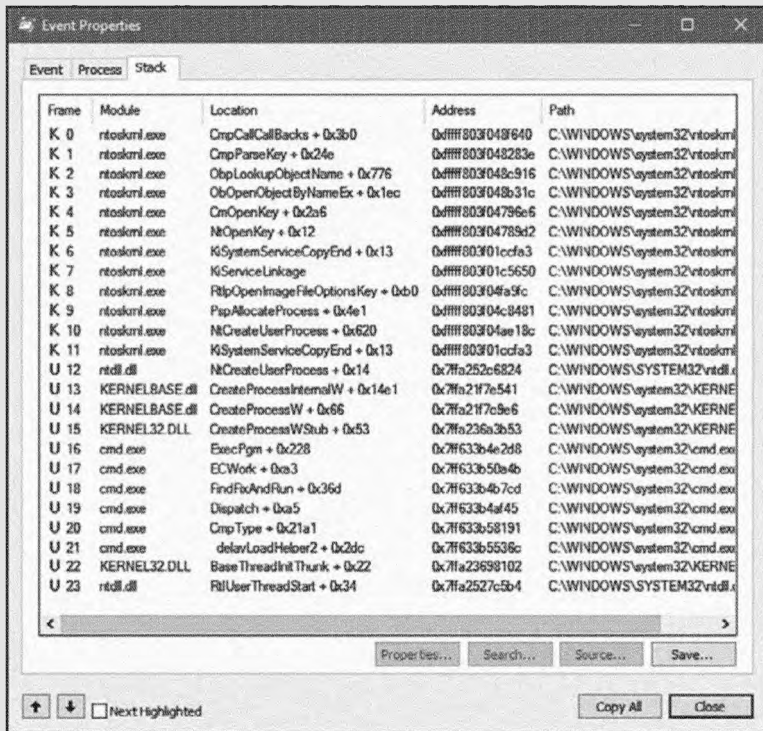 Event Properties
Event Process Stack
Frame Module Location Address Path
K 0 ntoskrnl.exe CmpCallCallBacks + 0x3b0 0xfffff803f048f640 C:\WINDOWS\system32\ntoskrnl
K 1 ntoskrnl.exe CmpParseKey + 0x24e 0xfffff803f048283e C:\WINDOWS\system32\ntoskrnl
K 2 ntoskrnl.exe ObpLookupObjectName + 0x776 0xfffff803f048c916 C:\WINDOWS\system32\ntoskrnl
K 3 ntoskrnl.exe ObOpenObjectByNameEx + 0x1ec 0xfffff803f048b31c C:\WINDOWS\system32\ntoskrnl
K 4 ntoskrnl.exe CmOpenKey + 0x2a6 0xfffff803f04796e6 C:\WINDOWS\system32\ntoskrnl
K 5 ntoskrnl.exe NtOpenKey + 0x12 0xfffff803f04789d2 C:\WINDOWS\system32\ntoskrnl
K 6 ntoskrnl.exe KiSystemServiceCopyEnd + 0x13 0xfffff803f01ccfa3 C:\WINDOWS\system32\ntoskrnl
K 7 ntoskrnl.exe KiServiceLinkage 0xfffff803f01c5650 C:\WINDOWS\system32\ntoskrnl
K 8 ntoskrnl.exe RtlpOpenImageFileOptionsKey + 0xb0 0xfffff803f04fa9fc C:\WINDOWS\system32\ntoskrnl
K 9 ntoskrnl.exe PspAllocateProcess + 0x4e1 0xfffff803f04c8481 C:\WINDOWS\system32\ntoskrnl
K 10 ntoskrnl.exe NtCreateUserProcess + 0x620 0xfffff803f04ae18c C:\WINDOWS\system32\ntoskrnl
K 11 ntoskrnl.exe KiSystemServiceCopyEnd + 0x13 0xfffff803f01ccfa3 C:\WINDOWS\system32\ntoskrnl
U 12 ntdll.dll NtCreateUserProcess + 0x14 0x7ffa252c6824 C:\WINDOWS\SYSTEM32\ntdll.d
U 13 KERNELBASE.dll CreateProcessInternalW + 0x14e1 0x7ffa21f7e541 C:\WINDOWS\system32\KERNE
U 14 KERNELBASE.dll CreateProcessW + 0x66 0x7ffa21f7c9e6 C:\WINDOWS\system32\KERNE
U 15 KERNEL32.DLL CreateProcessWStub + 0x53 0x7ffa236a3b53 C:\WINDOWS\system32\KERNE
U 16 cmd.exe ExecPgm + 0x228 0x7ff633b4e2d8 C:\WINDOWS\system32\cmd.exe
U 17 cmd.exe ECWork + 0xa3 0x7ff633b50a4b C:\WINDOWS\system32\cmd.exe
U 18 cmd.exe FindFixAndRun + 0x36d 0x7ff633b4b7cd C:\WINDOWS\system32\cmd.exe
U 19 cmd.exe Dispatch + 0xa5 0x7ff633b4af45 C:\WINDOWS\system32\cmd.exe
U 20 cmd.exe CmpType + 0x21a1 0x7ff633b58191 C:\WINDOWS\system32\cmd.exe
U 21 cmd.exe delayLoadHelper2 + 0x2dc 0x7ff633b5536c C:\WINDOWS\system32\cmd.exe
U 22 KERNEL32.DLL BaseThreadInitThunk + 0x22 0x7ffa23698102 C:\WINDOWS\system32\KERNE
U 23 ntdll.dll RtlUserThreadStart + 0x34 0x7ffa2527c5b4 C:\WINDOWS\SYSTEM32\ntdll.d
Properties... Search... Source... Save...
Next Highlighted Copy All Close